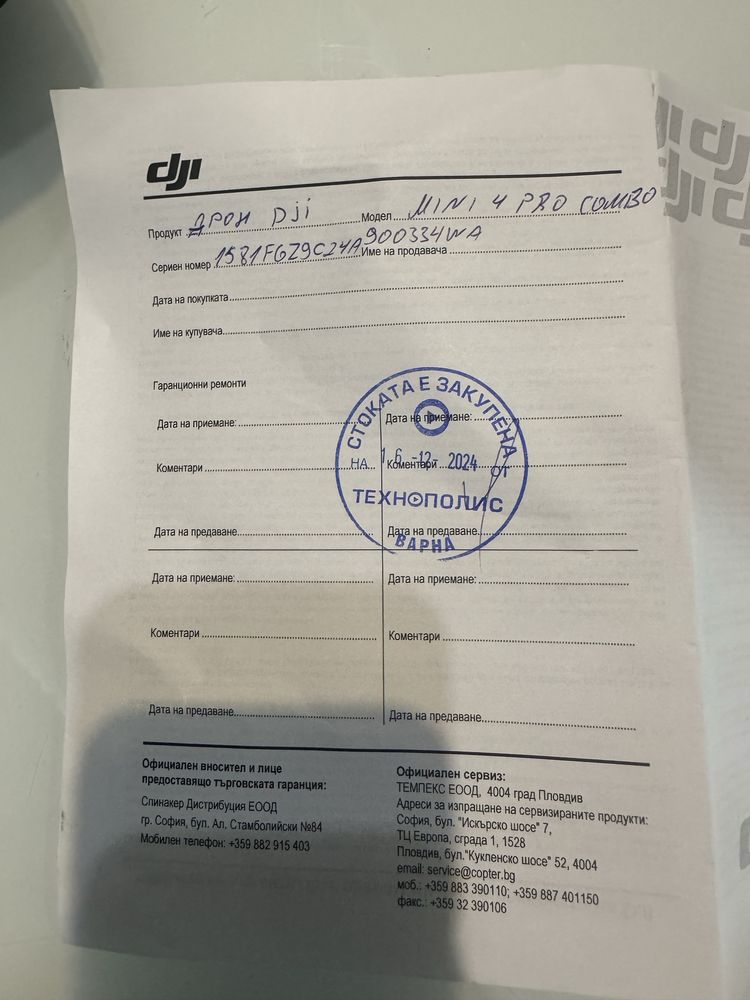 dji
Продукт ДРОН Dji Модел MINI 4 PRO COMBO
Сериен номер 1581F6Z9C24A900334WA Име на продавача
Дата на покупката
Име на купувача
Гаранционни ремонти
Дата на приемане: Дата на приемане:
Коментари Коментари
Дата на предаване Дата на предаване
СТОКАТА Е ЗАКУПЕНА
НА 16 -12- 2024 ОТ
ТЕХНОПОЛИС
ВАРНА
Дата на приемане: Дата на приемане:
Коментари Коментари
Дата на предаване Дата на предаване
Официален вносител и лице
предоставящо търговската гаранция:
Спинакер Дистрибуция ЕООД
гр. София, бул. Ал. Стамболийски №84
Мобилен телефон: +359 882 915 403
Официален сервиз:
ТЕМПЕКС ЕООД, 4004 град Пловдив
Адреси за изпращане на сервизираните продукти:
София, бул. "Искърско шосе" 7,
ТЦ Европа, сграда 1, 1528
Пловдив, бул."Кукленско шосе" 52, 4004
email: service@copter.bg
моб.: +359 883 390110; +359 887 401150
факс.: +359 32 390106